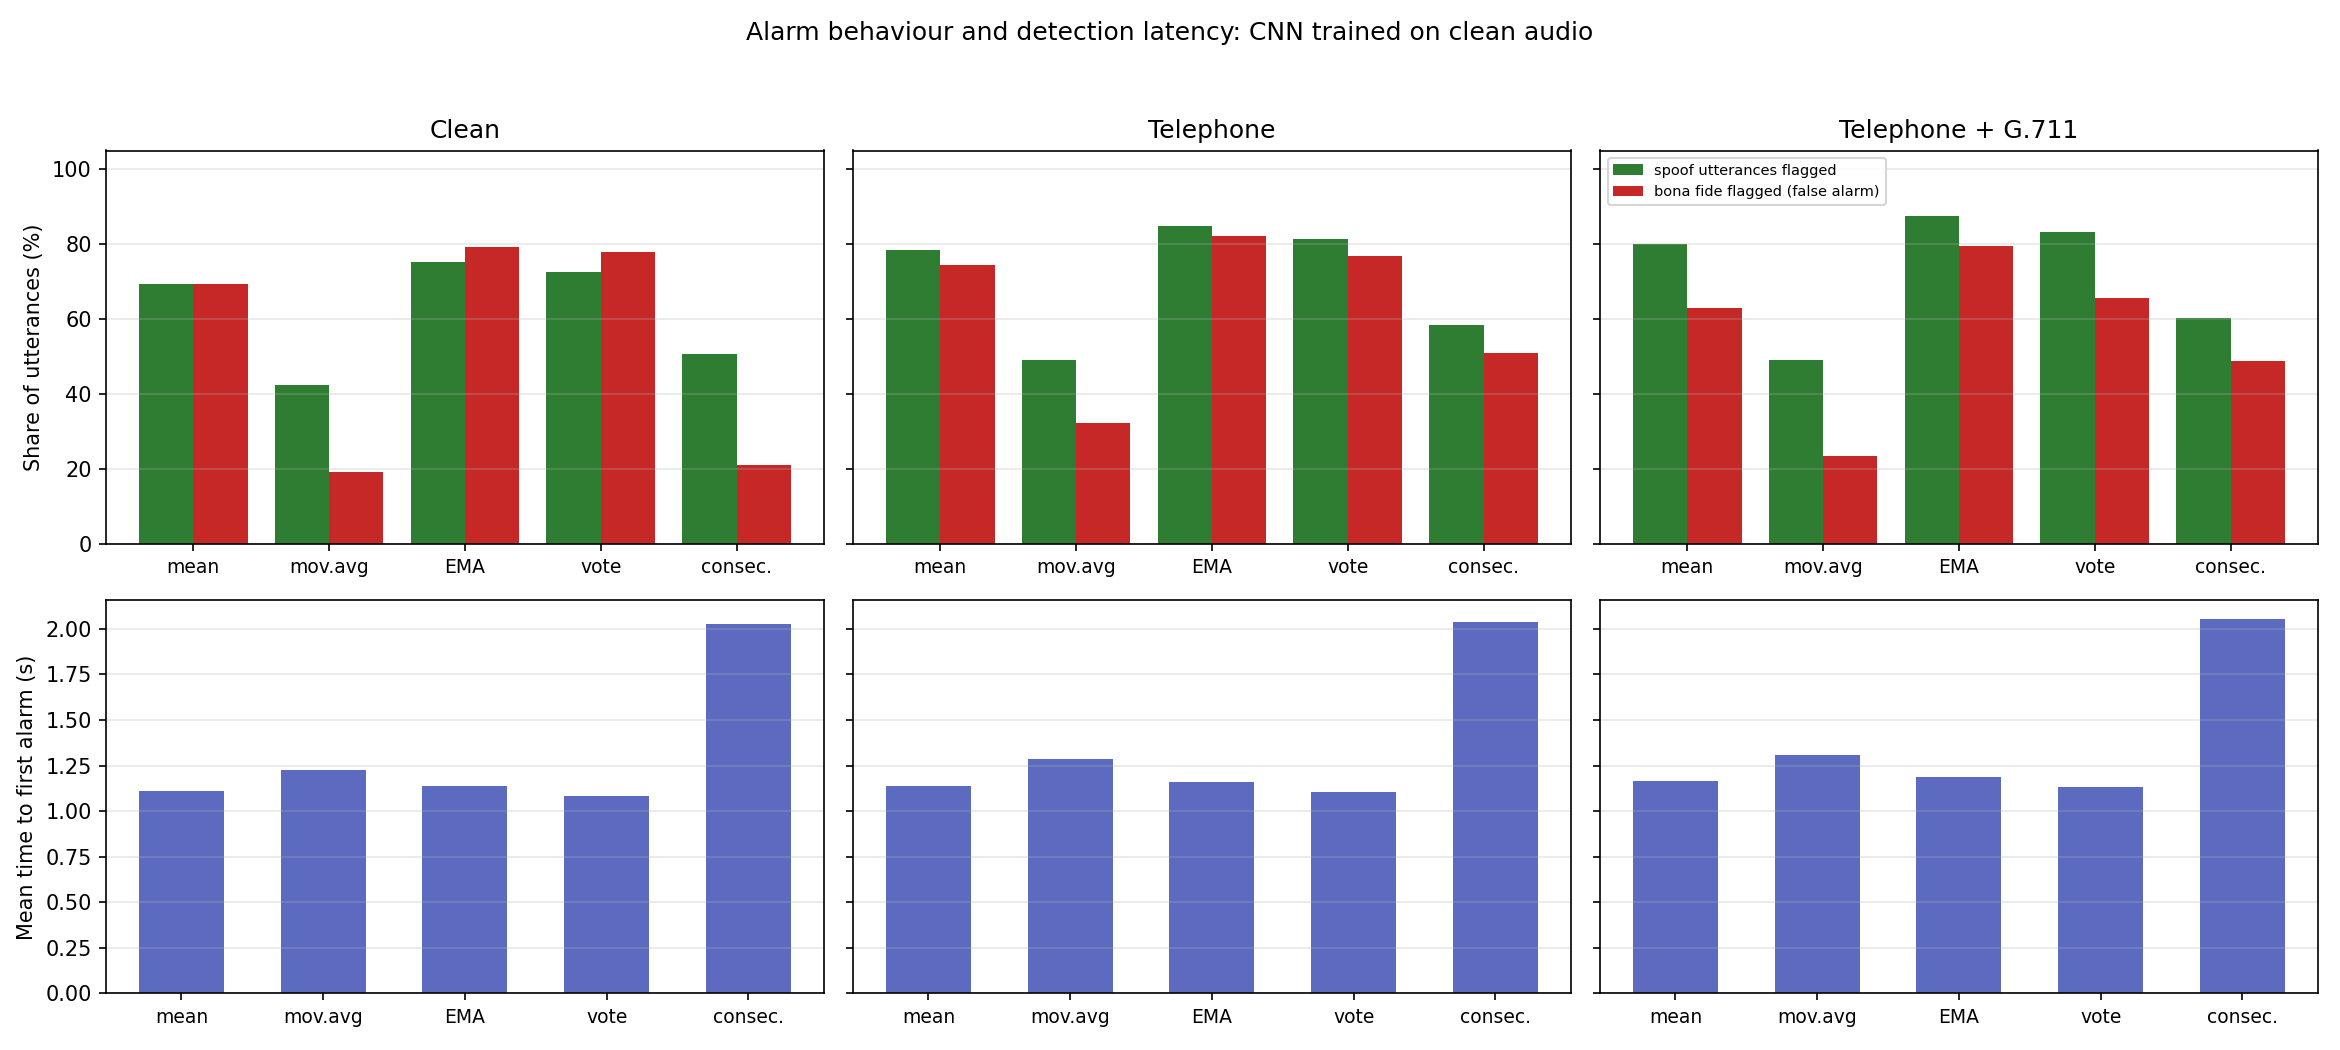 Alarm behaviour and detection latency: CNN trained on clean audio
Clean
Telephone
Telephone + G.711
Share of utterances (%)
100
80
60
40
20
0
spoof utterances flagged
bona fide flagged (false alarm)
mean mov.avg EMA vote consec.
mean mov.avg EMA vote consec.
mean mov.avg EMA vote consec.
Mean time to first alarm (s)
2.00
1.75
1.50
1.25
1.00
0.75
0.50
0.25
0.00
mean mov.avg EMA vote consec.
mean mov.avg EMA vote consec.
mean mov.avg EMA vote consec.